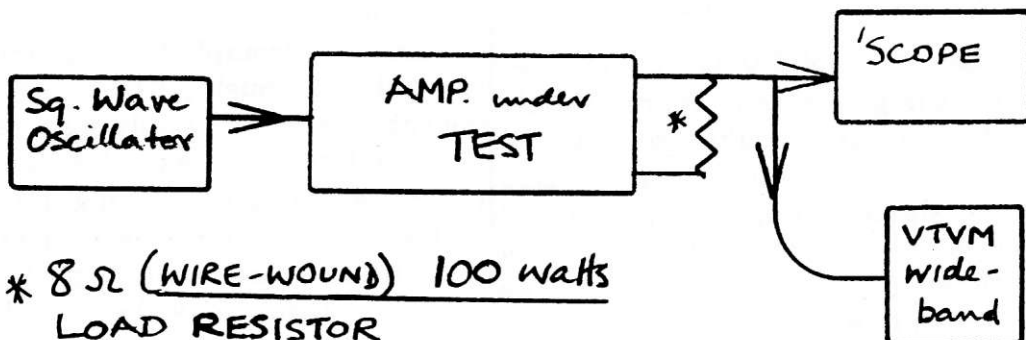 Sq. Wave
Oscillator
AMP. under
TEST
*
'SCOPE
VTVM
wide-
band
* 8 Ω (WIRE-WOUND) 100 watts
LOAD RESISTOR